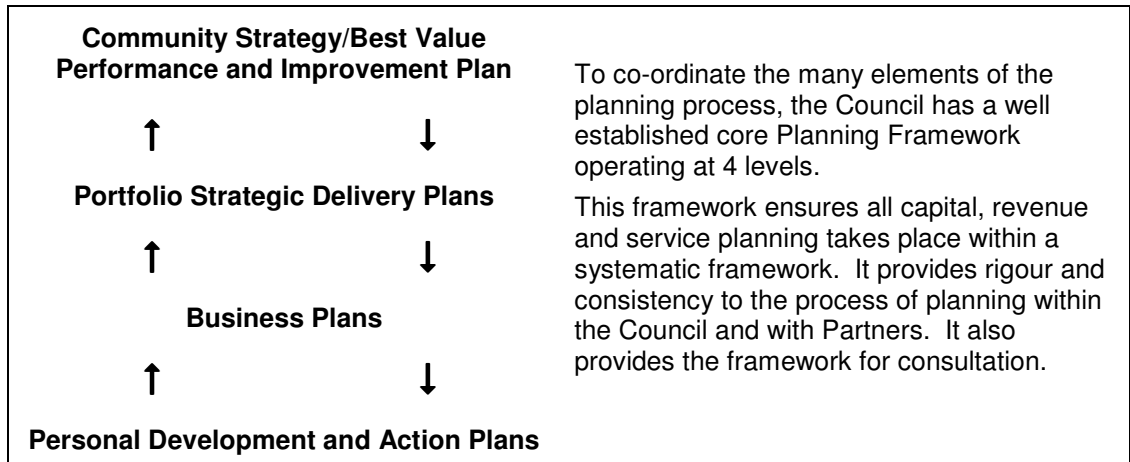 Community Strategy/Best Value
Performance and Improvement Plan
↑ ↓
Portfolio Strategic Delivery Plans
↑ ↓
Business Plans
↑ ↓
Personal Development and Action Plans
To co-ordinate the many elements of the
planning process, the Council has a well
established core Planning Framework
operating at 4 levels.
This framework ensures all capital, revenue
and service planning takes place within a
systematic framework.  It provides rigour and
consistency to the process of planning within
the Council and with Partners.  It also
provides the framework for consultation.